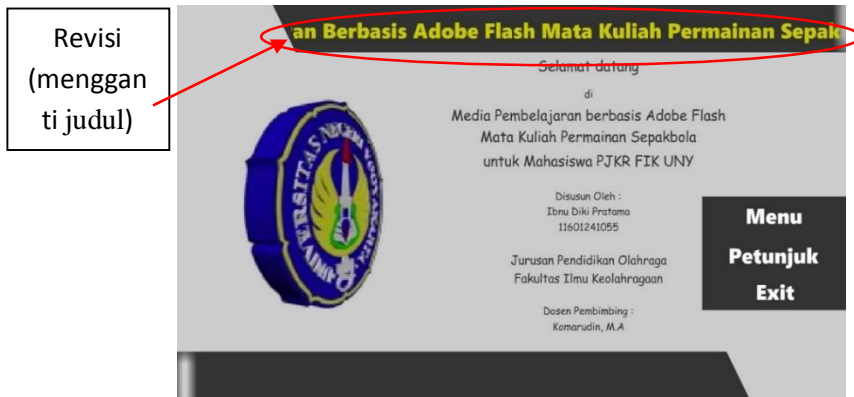 Revisi
(menggan
ti judul)
an Berbasis Adobe Flash Mata Kuliah Permainan Sepak
Selamat datang
di
Media Pembelajaran berbasis Adobe Flash
Mata Kuliah Permainan Sepakbola
untuk Mahasiswa PJKR FIK UNY
Disusun Oleh :
Ibnu Diki Pratama
11601241055
Jurusan Pendidikan Olahraga
Fakultas Ilmu Keolahragaan
Dosen Pembimbing :
Komarudin, M.A
Menu
Petunjuk
Exit